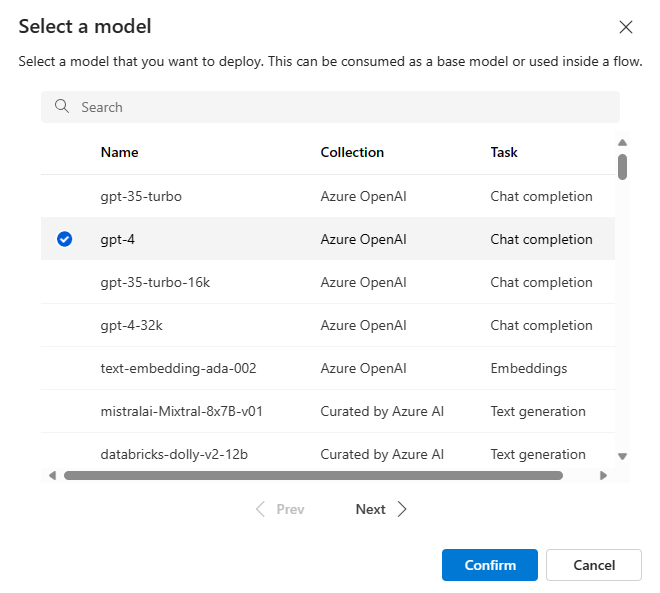 Select a model
Select a model that you want to deploy. This can be consumed as a base model or used inside a flow.
Search
Name Collection Task
gpt-35-turbo Azure OpenAI Chat completion
gpt-4 Azure OpenAI Chat completion
gpt-35-turbo-16k Azure OpenAI Chat completion
gpt-4-32k Azure OpenAI Chat completion
text-embedding-ada-002 Azure OpenAI Embeddings
mistralai-Mixtral-8x7B-v01 Curated by Azure AI Text generation
databricks-dolly-v2-12b Curated by Azure AI Text generation
Prev Next
Confirm Cancel